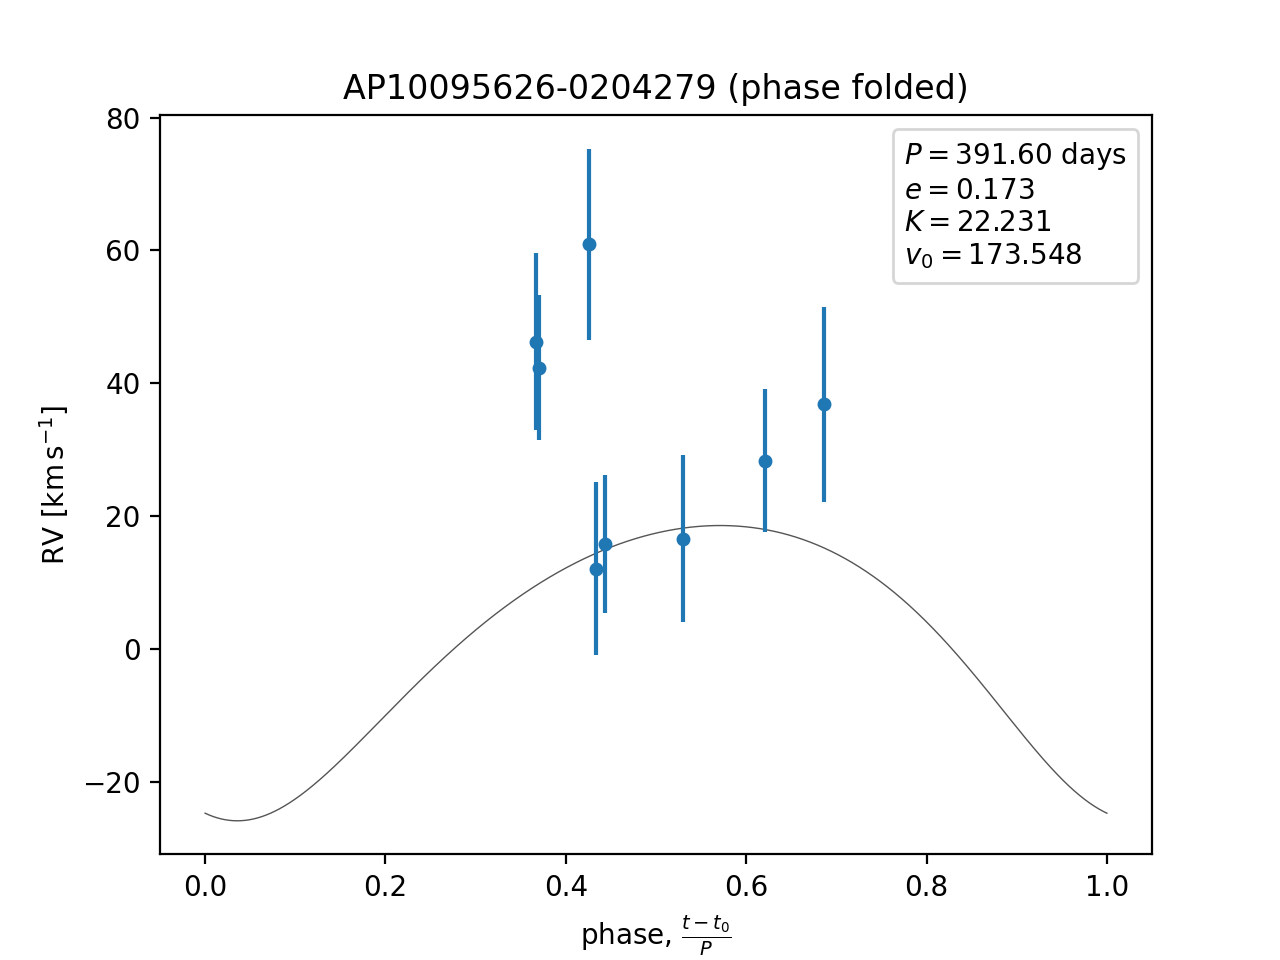 AP10095626-0204279 (phase folded)
P = 391.60 days
e = 0.173
K = 22.231
v₀ = 173.548
80
60
40
20
0
−20
RV [km s⁻¹]
0.0 0.2 0.4 0.6 0.8 1.0
phase, (t − t₀)/P